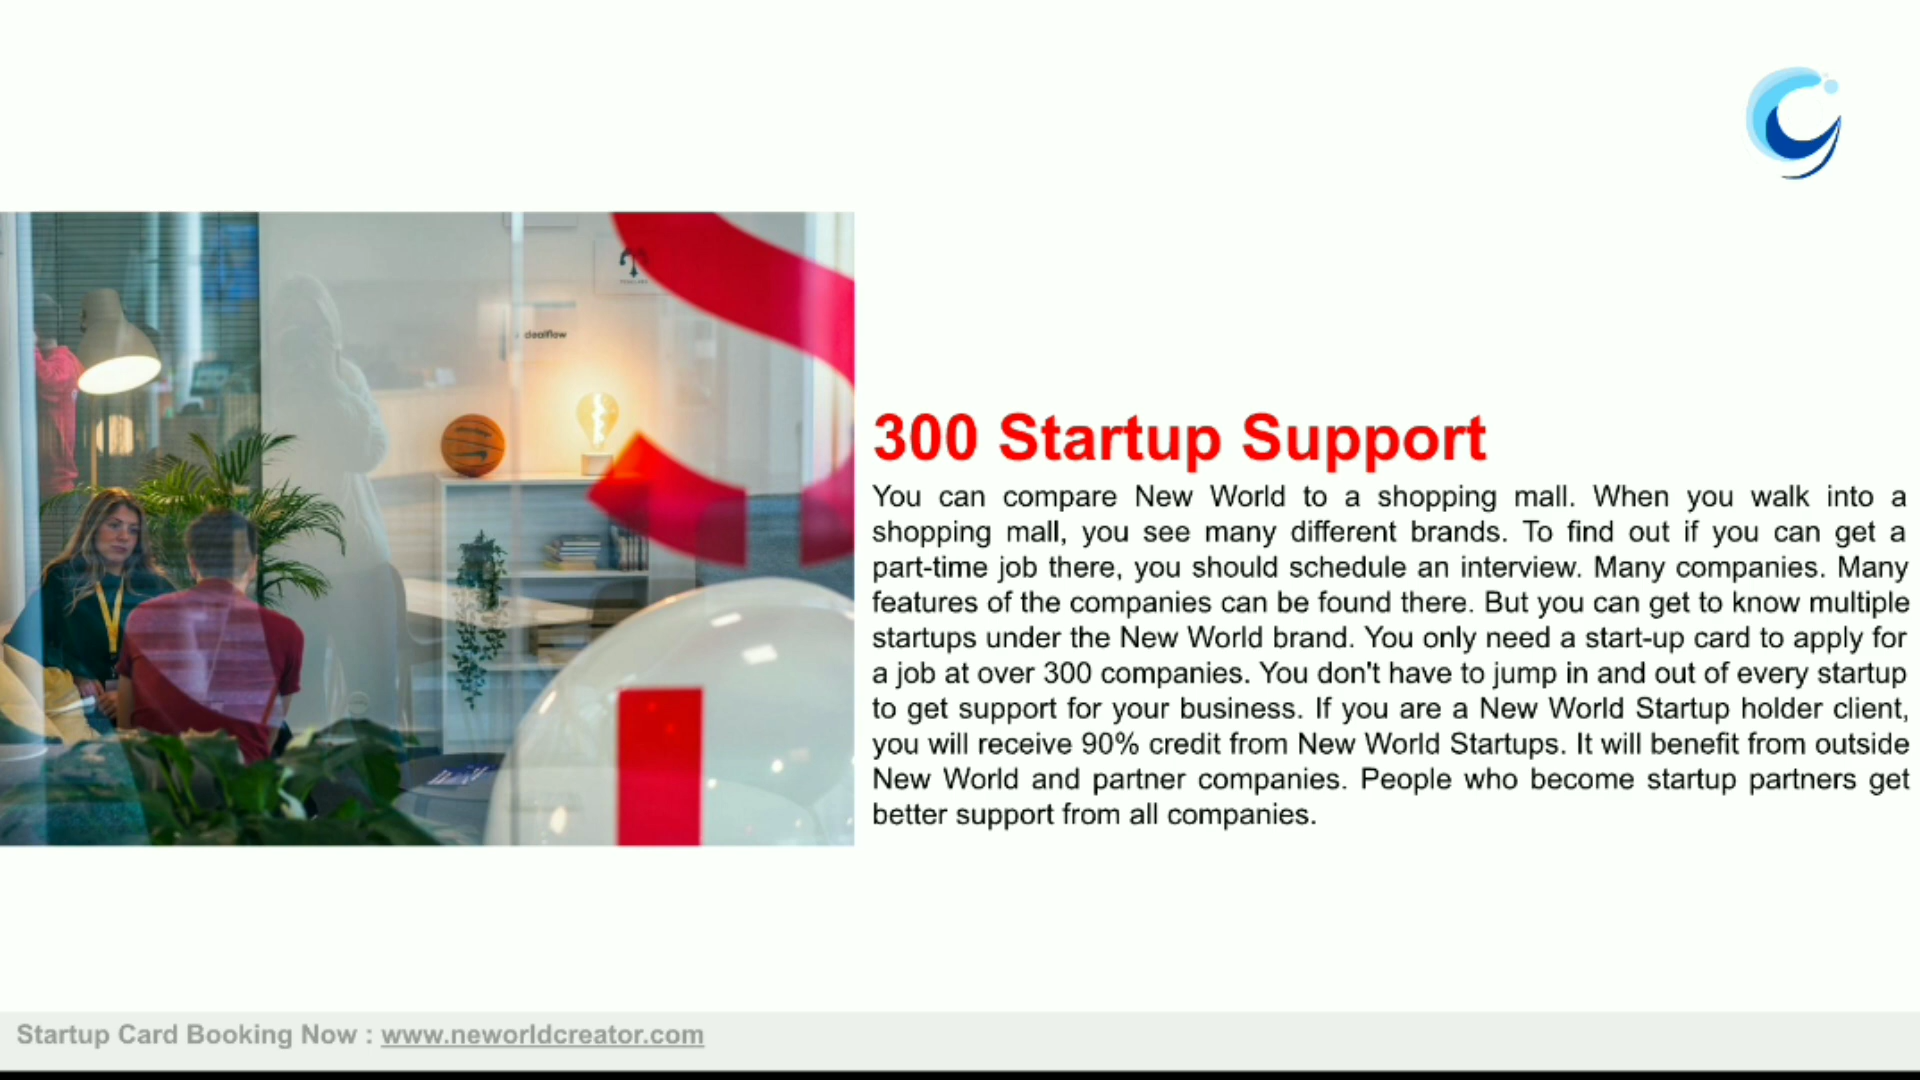 dealflow
300 Startup Support
You can compare New World to a shopping mall. When you walk into a
shopping mall, you see many different brands. To find out if you can get a
part-time job there, you should schedule an interview. Many companies. Many
features of the companies can be found there. But you can get to know multiple
startups under the New World brand. You only need a start-up card to apply for
a job at over 300 companies. You don't have to jump in and out of every startup
to get support for your business. If you are a New World Startup holder client,
you will receive 90% credit from New World Startups. It will benefit from outside
New World and partner companies. People who become startup partners get
better support from all companies.
Startup Card Booking Now : www.neworldcreator.com